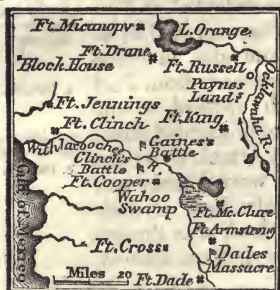 Ft. Micanopy
L. Orange.
Ft. Drane
Block House
Ft. Russell
Paynes
Land.
Ocklawaha R.
Ft. Jennings
Ft. Clinch
Ft. King
Gaines's
Battle
Withlacooche R.
Clinch's
Battle
Ft. Cooper
Wahoo
Swamp
Gulf of Mexico
Ft. Mc. Clure
Ft. Armstrong
Ft. Cross
Dades
Massacre
Miles 20
Ft. Dade